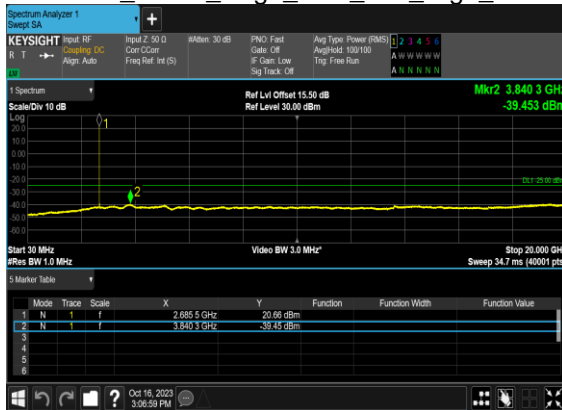 Spectrum Analyzer 1
Swept SA
+
KEYSIGHT Input: RF Input Z: 50 Ω #Atten: 30 dB PNO: Fast Avg Type: Power (RMS) 1 2 3 4 5 6
R T Coupling: DC Corr CCorr Gate: Off Avg|Hold: 100/100 A W W W W W
Align: Auto Freq Ref: Int (S) IF Gain: Low Trig: Free Run
Sig Track: Off A N N N N N
LXI
1 Spectrum Ref Lvl Offset 15.50 dB Mkr2 3.840 3 GHz
Scale/Div 10 dB Ref Level 30.00 dBm -39.453 dBm
Log
20.0
10.0
0.00
-10.0
-20.0
-30.0
-40.0
-50.0
-60.0
1
2
DL1 -25.00 dBm
Start 30 MHz Video BW 3.0 MHz* Stop 20.000 GH
#Res BW 1.0 MHz Sweep 34.7 ms (40001 pts
5 Marker Table
Mode Trace Scale X Y Function Function Width Function Value
1 N 1 f 2.685 5 GHz 20.66 dBm
2 N 1 f 3.840 3 GHz -39.45 dBm
3
4
5
6
? Oct 16, 2023
3:06:59 PM